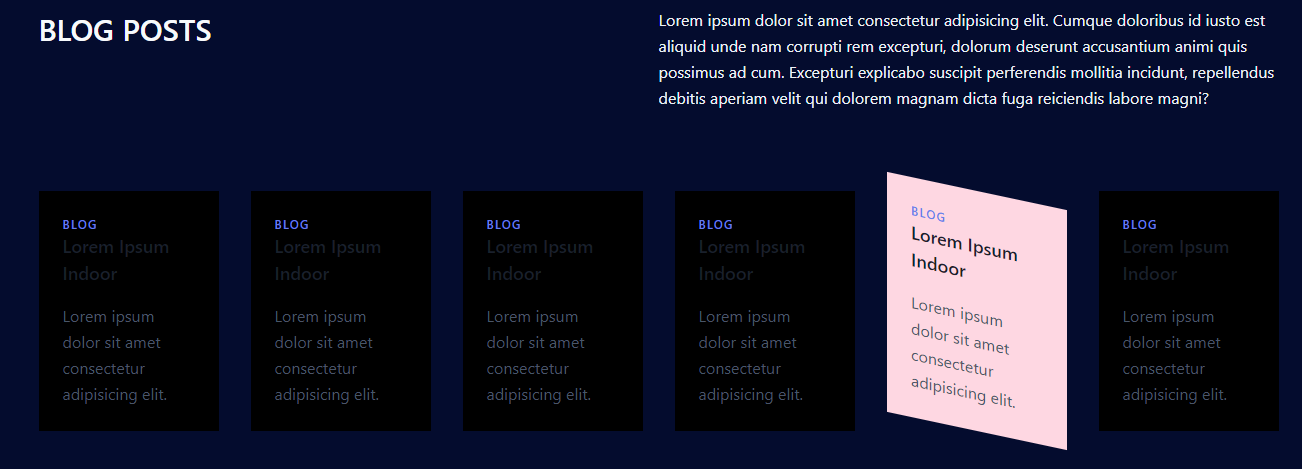 BLOG POSTS
Lorem ipsum dolor sit amet consectetur adipisicing elit. Cumque doloribus id iusto est
aliquid unde nam corrupti rem excepturi, dolorum deserunt accusantium animi quis
possimus ad cum. Excepturi explicabo suscipit perferendis mollitia incidunt, repellendus
debitis aperiam velit qui dolorem magnam dicta fuga reiciendis labore magni?
BLOG
Lorem Ipsum
Indoor
Lorem ipsum
dolor sit amet
consectetur
adipisicing elit.
BLOG
Lorem Ipsum
Indoor
Lorem ipsum
dolor sit amet
consectetur
adipisicing elit.
BLOG
Lorem Ipsum
Indoor
Lorem ipsum
dolor sit amet
consectetur
adipisicing elit.
BLOG
Lorem Ipsum
Indoor
Lorem ipsum
dolor sit amet
consectetur
adipisicing elit.
BLOG
Lorem Ipsum
Indoor
Lorem ipsum
dolor sit amet
consectetur
adipisicing elit.
BLOG
Lorem Ipsum
Indoor
Lorem ipsum
dolor sit amet
consectetur
adipisicing elit.